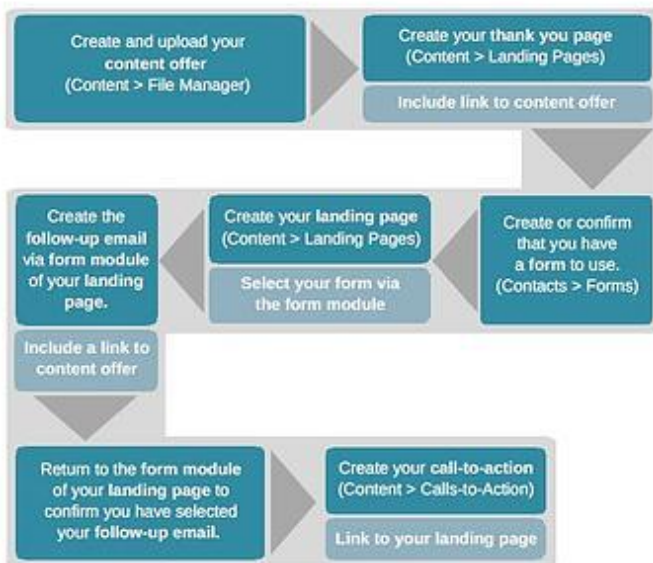 Create and upload your
content offer
(Content > File Manager)
Create your thank you page
(Content > Landing Pages)
Include link to content offer
Create or confirm
that you have
a form to use.
(Contacts > Forms)
Create your landing page
(Content > Landing Pages)
Select your form via
the form module
Create the
follow-up email
via form module
of your landing
page.
Include a link to
content offer
Return to the form module
of your landing page to
confirm you have selected
your follow-up email.
Create your call-to-action
(Content > Calls-to-Action)
Link to your landing page